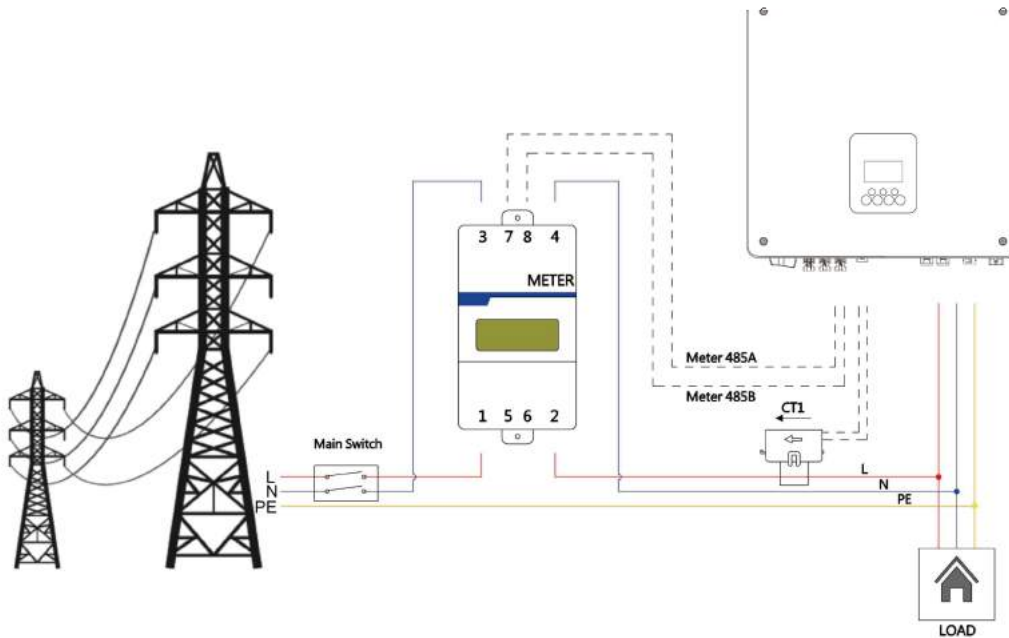 3 7 8 4
METER
Meter 485A
Meter 485B
1 5 6 2
CT1
Main Switch
L
N
PE
L
N
PE
LOAD